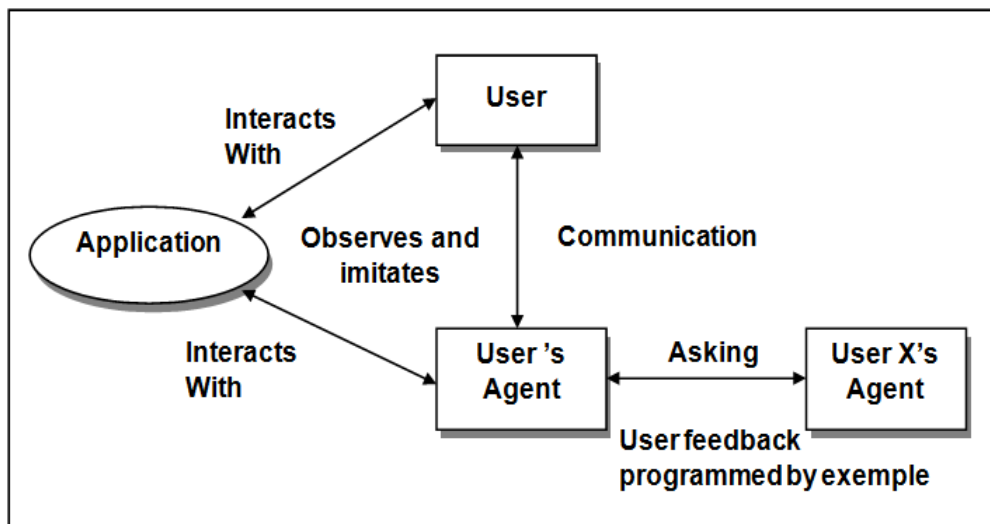 User
Interacts
With
Application
Observes and
imitates
Communication
Interacts
With
User 's
Agent
Asking
User X's
Agent
User feedback
programmed by exemple